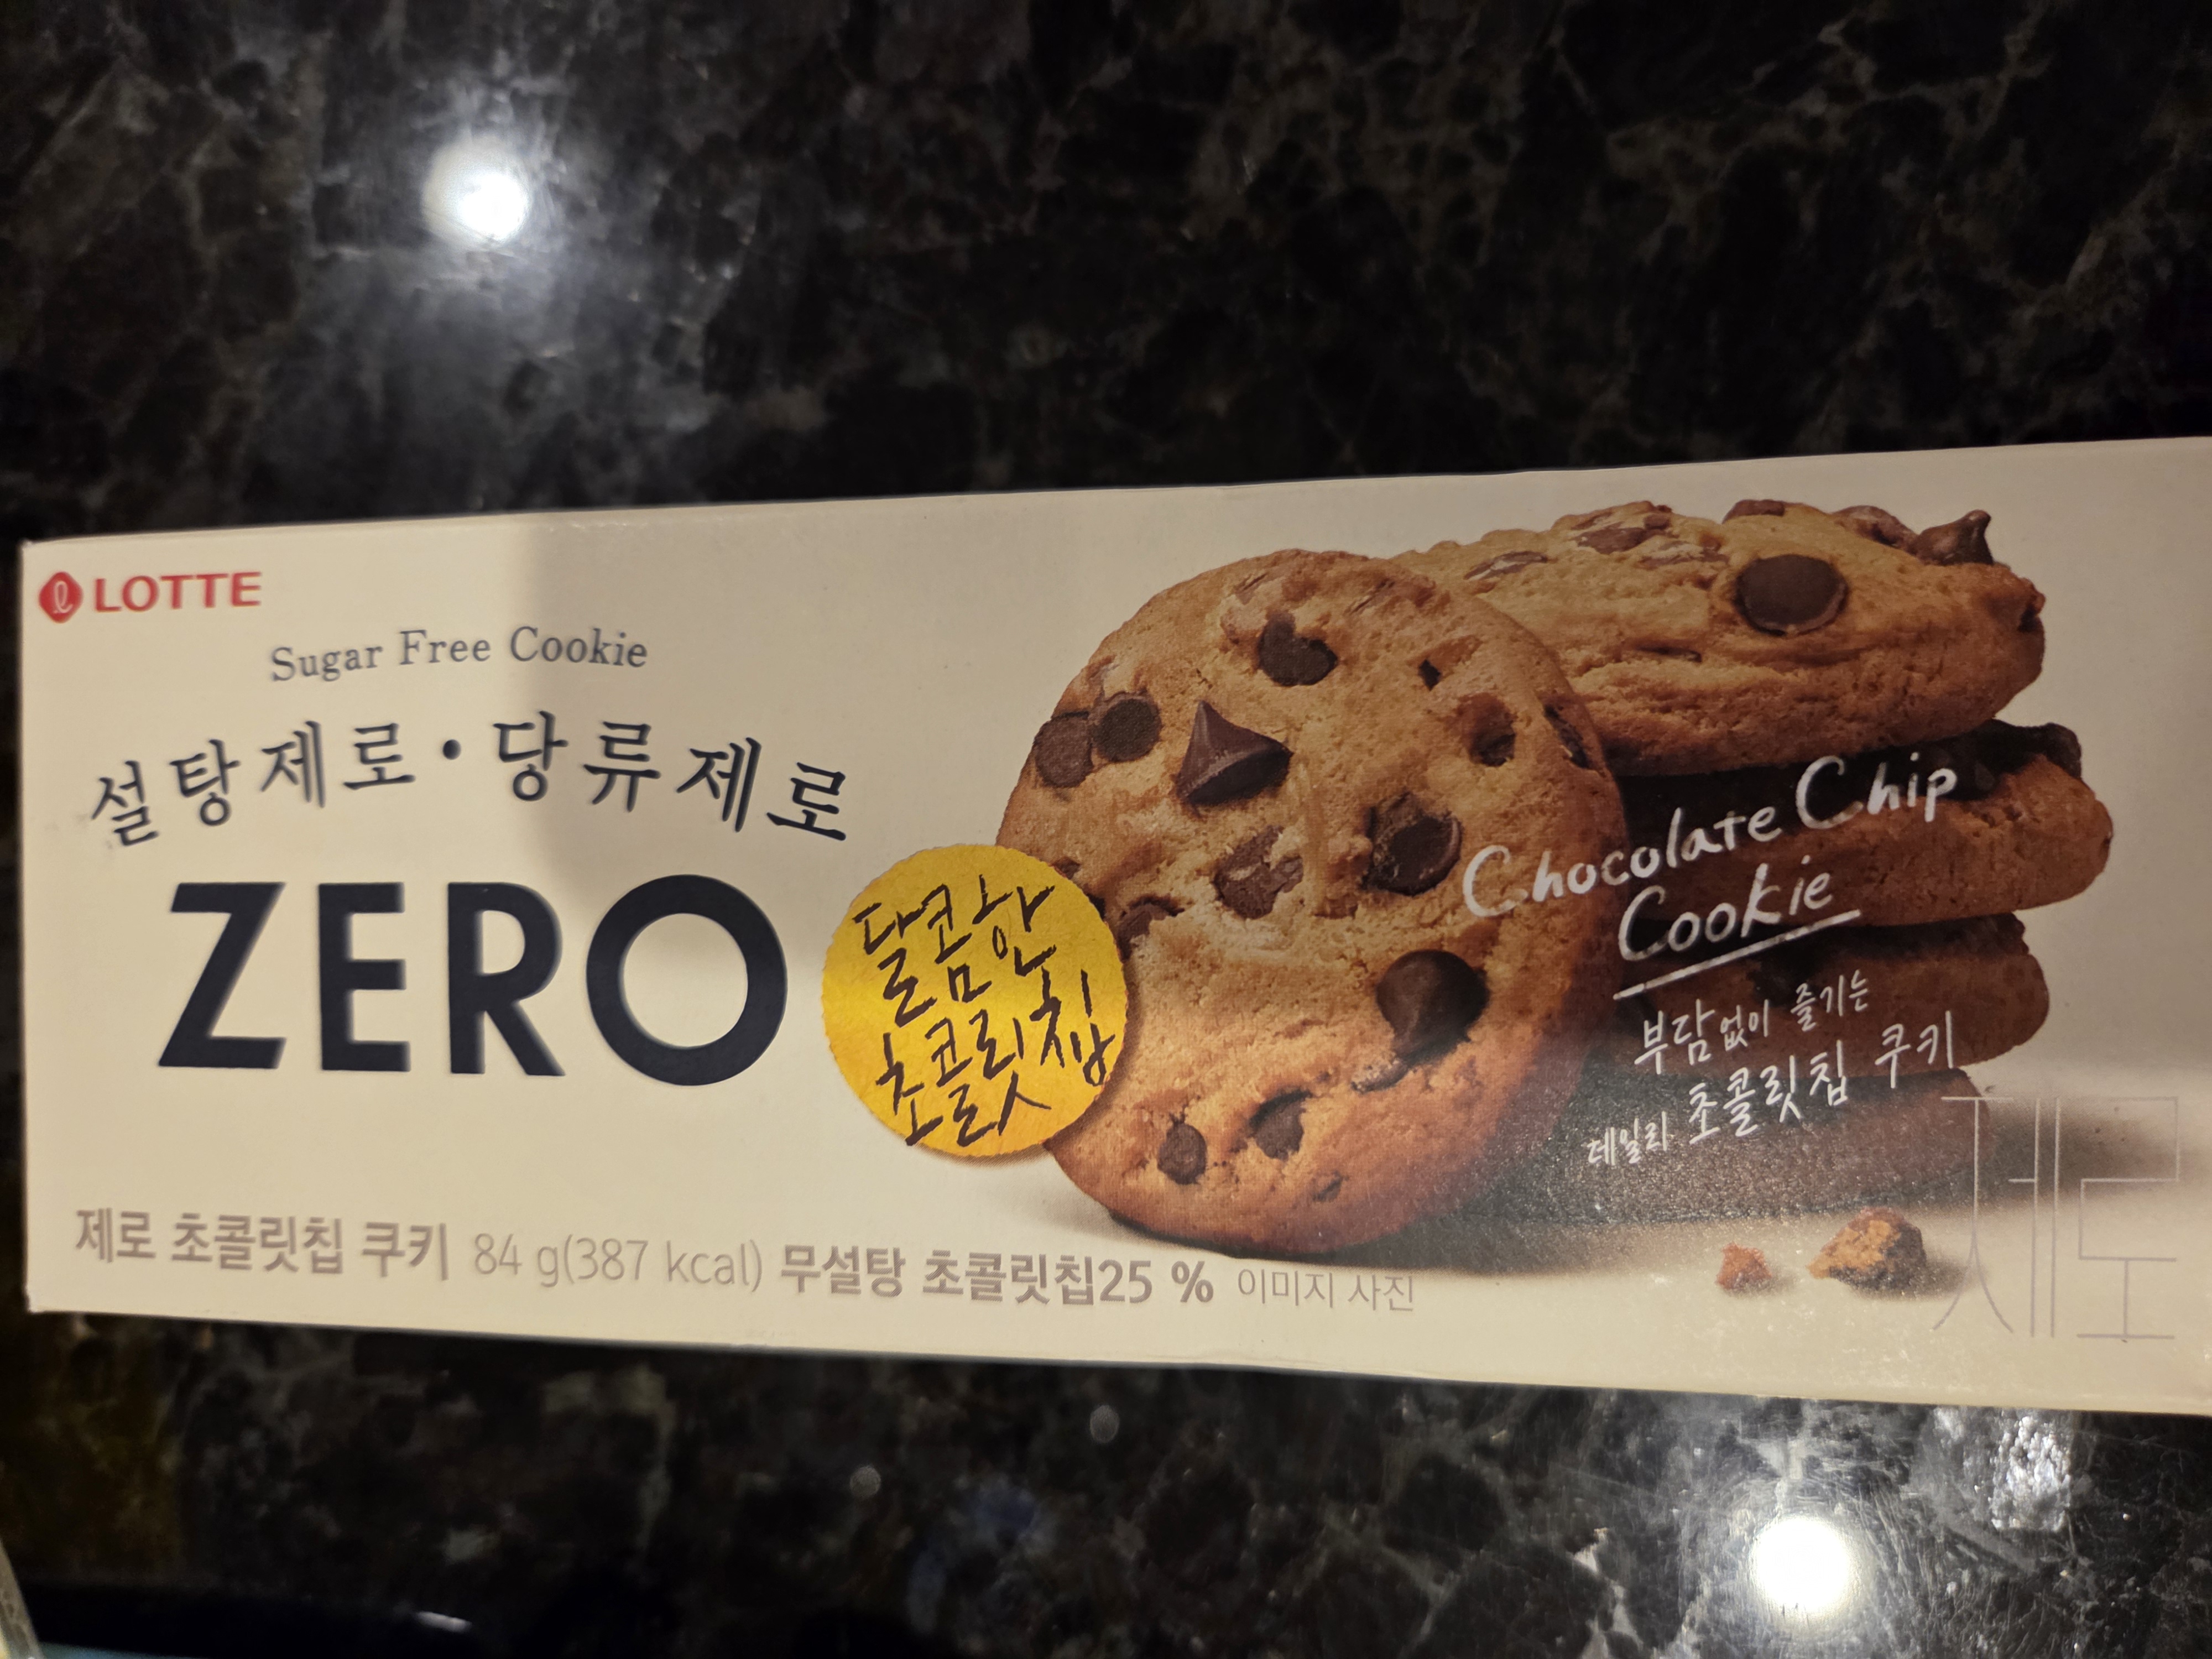 LOTTE
Sugar Free Cookie
설탕제로·당류제로
ZERO
달콤한
초콜릿칩
Chocolate Chip
Cookie
부담없이 즐기는
데일리 초콜릿칩 쿠키
제로
제로 초콜릿칩 쿠키 84 g(387 kcal) 무설탕 초콜릿칩25 % 이미지 사진